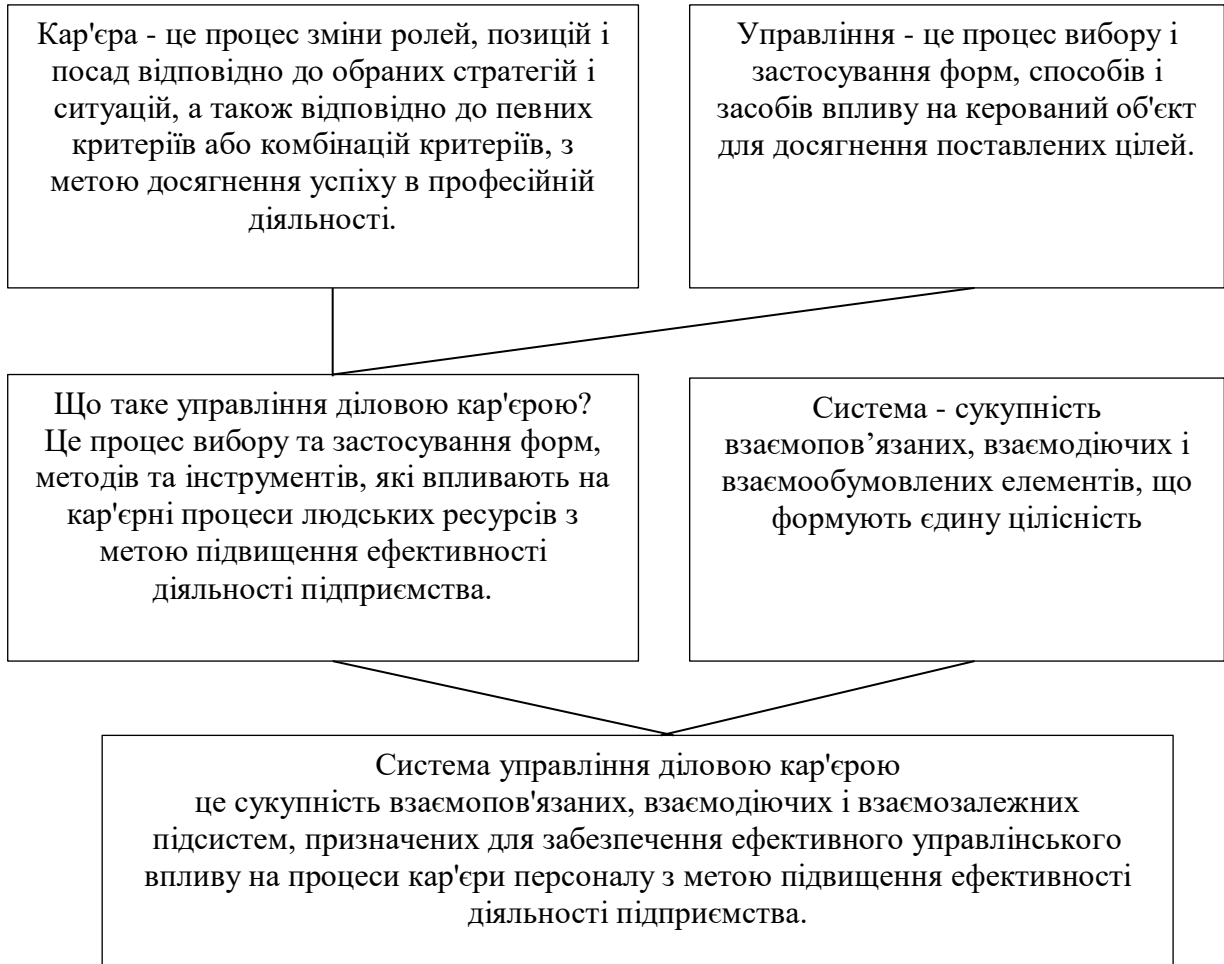 Кар'єра - це процес зміни ролей, позицій і
посад відповідно до обраних стратегій і
ситуацій, а також відповідно до певних
критеріїв або комбінацій критеріїв, з
метою досягнення успіху в професійній
діяльності.
Управління - це процес вибору і
застосування форм, способів і
засобів впливу на керований об'єкт
для досягнення поставлених цілей.
Що таке управління діловою кар'єрою?
Це процес вибору та застосування форм,
методів та інструментів, які впливають на
кар'єрні процеси людських ресурсів з
метою підвищення ефективності
діяльності підприємства.
Система - сукупність
взаємопов’язаних, взаємодіючих і
взаємообумовлених елементів, що
формують єдину цілісність
Система управління діловою кар'єрою
це сукупність взаємопов'язаних, взаємодіючих і взаємозалежних
підсистем, призначених для забезпечення ефективного управлінського
впливу на процеси кар'єри персоналу з метою підвищення ефективності
діяльності підприємства.